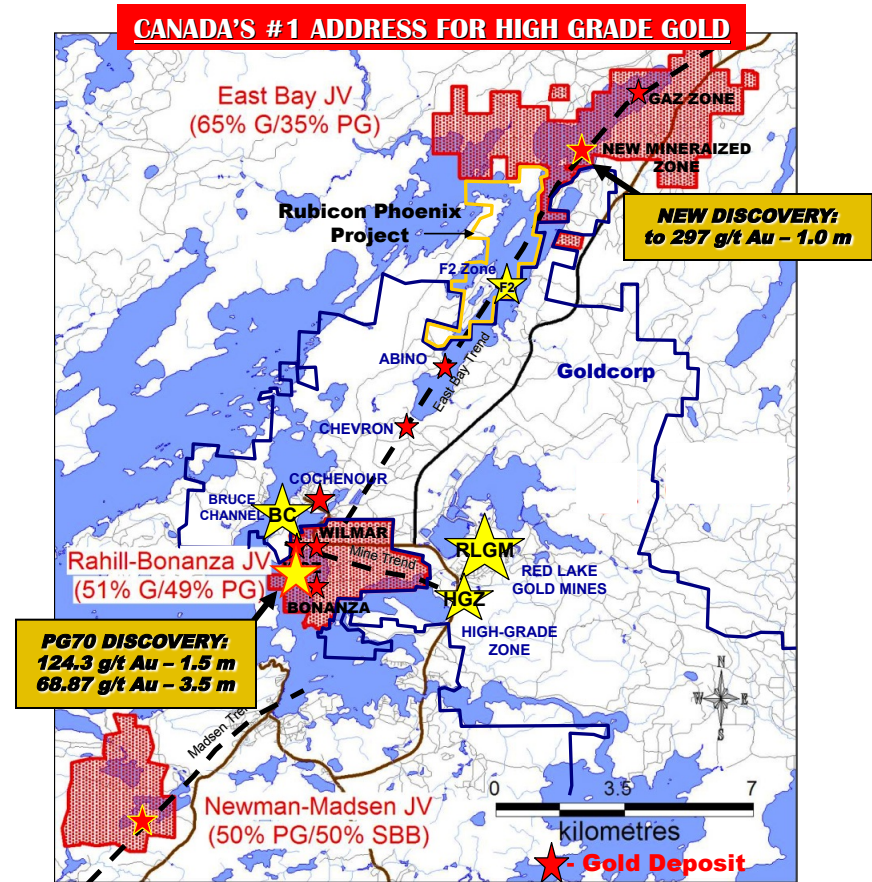 CANADA'S #1 ADDRESS FOR HIGH GRADE GOLD
East Bay JV
(65% G/35% PG)
GAZ ZONE
NEW MINERAIZED
ZONE
NEW DISCOVERY:
to 297 g/t Au – 1.0 m
Rubicon Phoenix
Project
F2 Zone
F2
ABINO
East Bay Trend
Goldcorp
CHEVRON
COCHENOUR
BRUCE
CHANNEL
BC
WILMAR
Mine Trend
RLGM
RED LAKE
GOLD MINES
Rahill-Bonanza JV
(51% G/49% PG)
BONANZA
HGZ
HIGH-GRADE
ZONE
PG70 DISCOVERY:
124.3 g/t Au – 1.5 m
68.87 g/t Au – 3.5 m
N
W E
S
Madsen
Newman-Madsen JV
(50% PG/50% SBB)
0 3.5 7
kilometres
- Gold Deposit